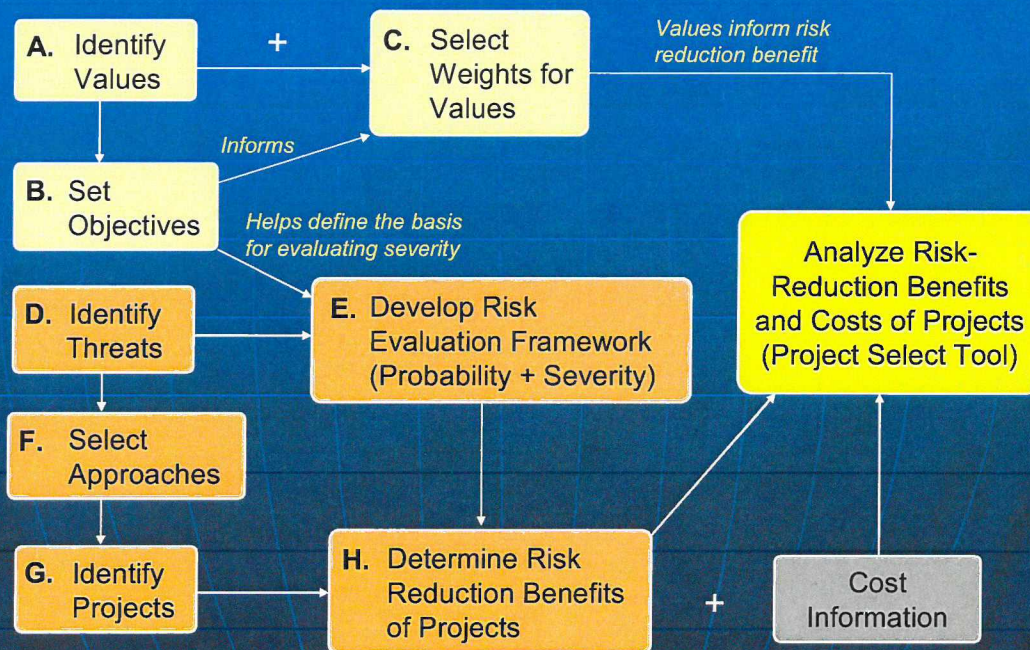 A. Identify
Values
+
C. Select
Weights for
Values
Values inform risk
reduction benefit
Informs
B. Set
Objectives
Helps define the basis
for evaluating severity
Analyze Risk-
Reduction Benefits
and Costs of Projects
(Project Select Tool)
D. Identify
Threats
E. Develop Risk
Evaluation Framework
(Probability + Severity)
F. Select
Approaches
G. Identify
Projects
H. Determine Risk
Reduction Benefits
of Projects
+
Cost
Information